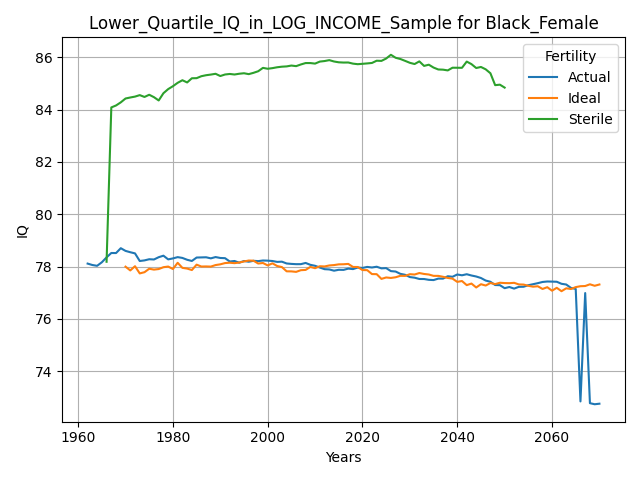 Lower_Quartile_IQ_in_LOG_INCOME_Sample for Black_Female
Fertility
Actual
Ideal
Sterile
IQ
86
84
82
80
78
76
74
1960 1980 2000 2020 2040 2060
Years